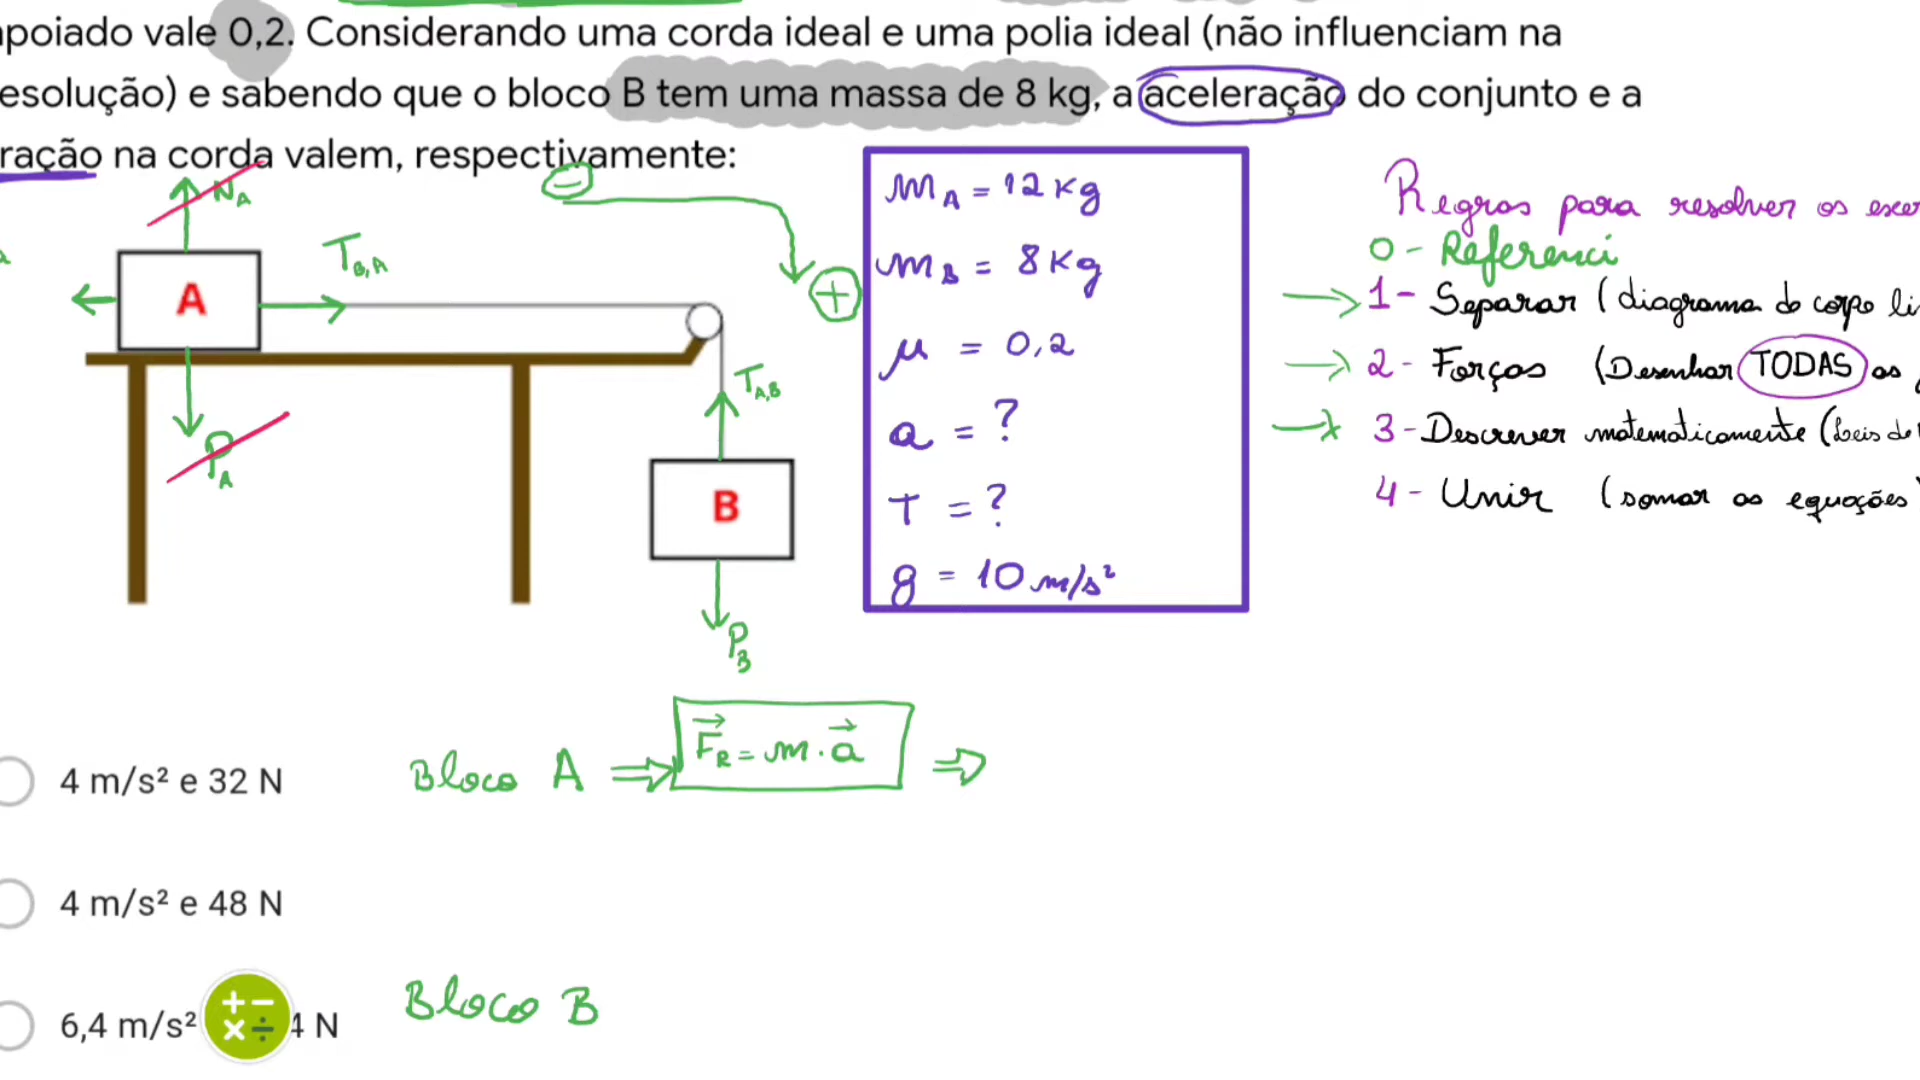 poiado vale 0,2. Considerando uma corda ideal e uma polia ideal (não influenciam na
esolução) e sabendo que o bloco B tem uma massa de 8 kg, a aceleração do conjunto e a
ração na corda valem, respectivamente:
N_A
A
T_B,A
P_A
T_A,B
B
P_B
−
+
m_A = 12 kg
m_B = 8 kg
μ = 0,2
a = ?
T = ?
g = 10 m/s²
Regras para resolver os exer
0 - Referenci
1 - Separar (diagrama do corpo li
2 - Forças (Desenhar TODAS as
3 - Descrever matematicamente (Leis de
4 - Unir (somar as equações
4 m/s² e 32 N
Bloco A ⇒ F_R = m . a ⇒
4 m/s² e 48 N
6,4 m/s² 4 N
Bloco B